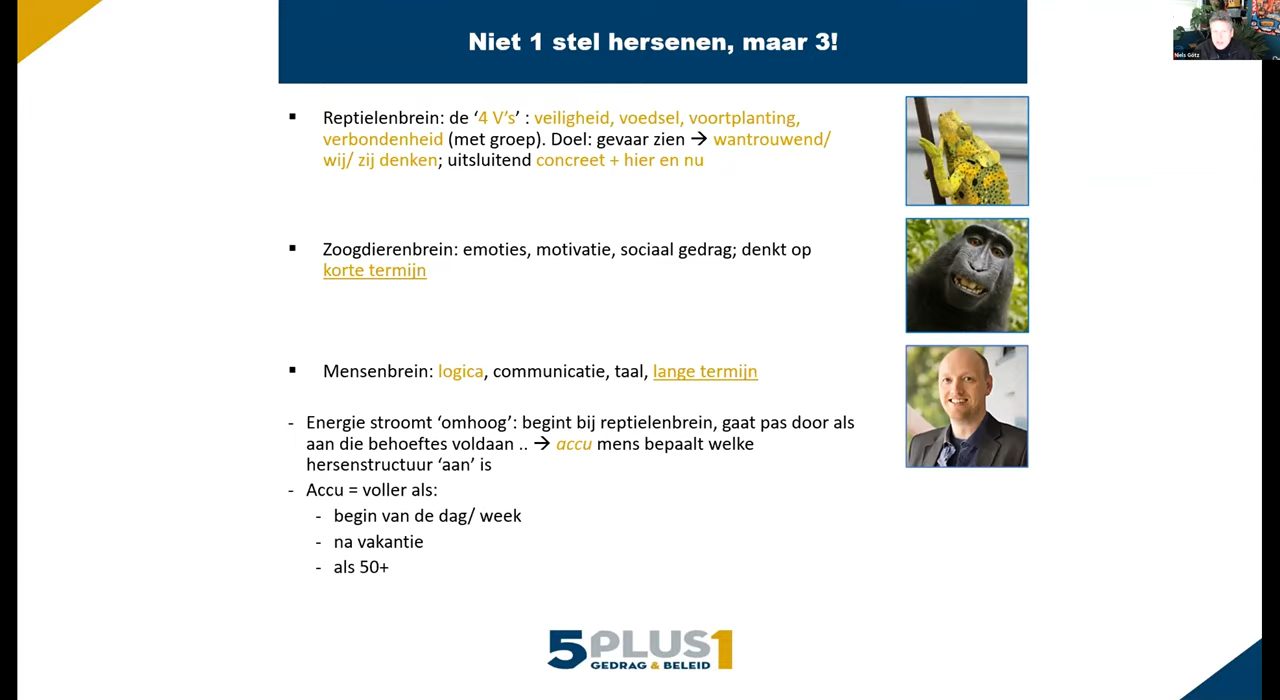 Niet 1 stel hersenen, maar 3!
Niels Götz
▪ Reptielenbrein: de ‘4 V’s’ : veiligheid, voedsel, voortplanting,
verbondenheid (met groep). Doel: gevaar zien → wantrouwend/
wij/ zij denken; uitsluitend concreet + hier en nu
▪ Zoogdierenbrein: emoties, motivatie, sociaal gedrag; denkt op
korte termijn
▪ Mensenbrein: logica, communicatie, taal, lange termijn
- Energie stroomt ‘omhoog’: begint bij reptielenbrein, gaat pas door als
aan die behoeftes voldaan .. → accu mens bepaalt welke
hersenstructuur ‘aan’ is
- Accu = voller als:
- begin van de dag/ week
- na vakantie
- als 50+
5PLUS1
GEDRAG & BELEID